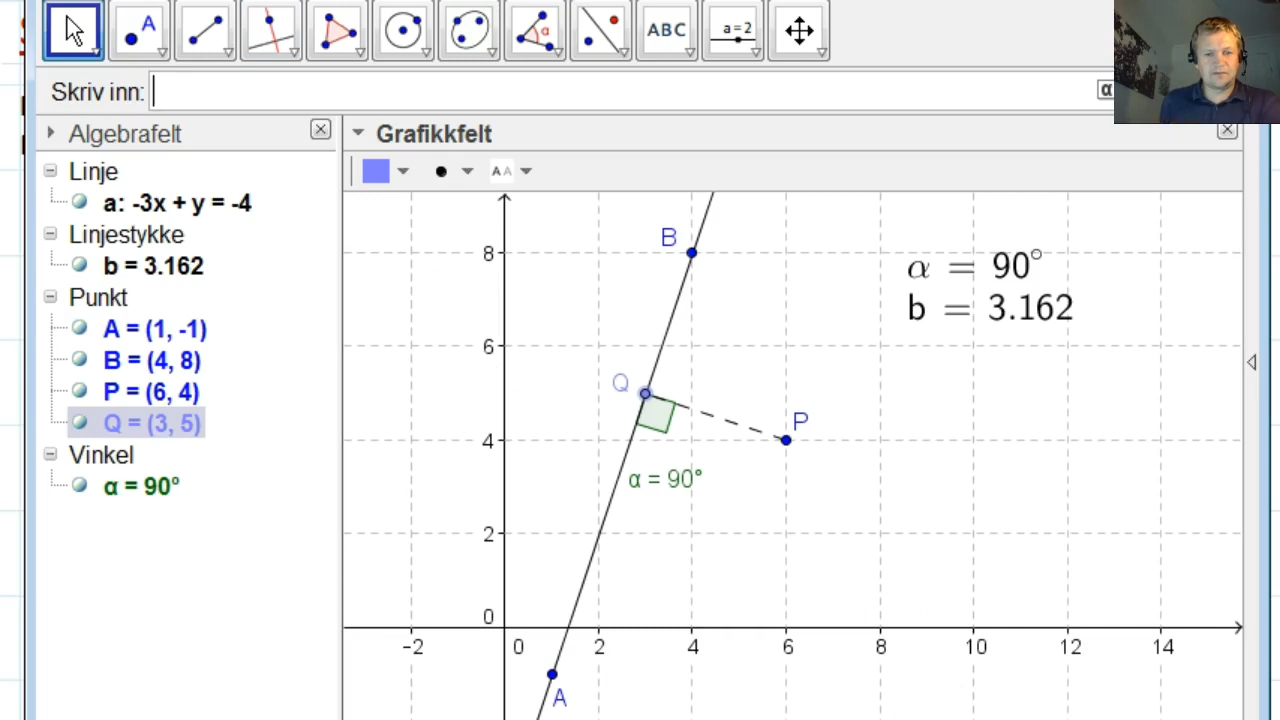 A
α
ABC
a=2
Skriv inn:
α
Algebrafelt
Grafikkfelt
A A
Linje
a: -3x + y = -4
Linjestykke
b = 3.162
Punkt
A = (1, -1)
B = (4, 8)
P = (6, 4)
Q = (3, 5)
Vinkel
α = 90°
B
8
α = 90°
b = 3.162
6
Q
P
4
α = 90°
2
0
-2 0 2 4 6 8 10 12 14
A